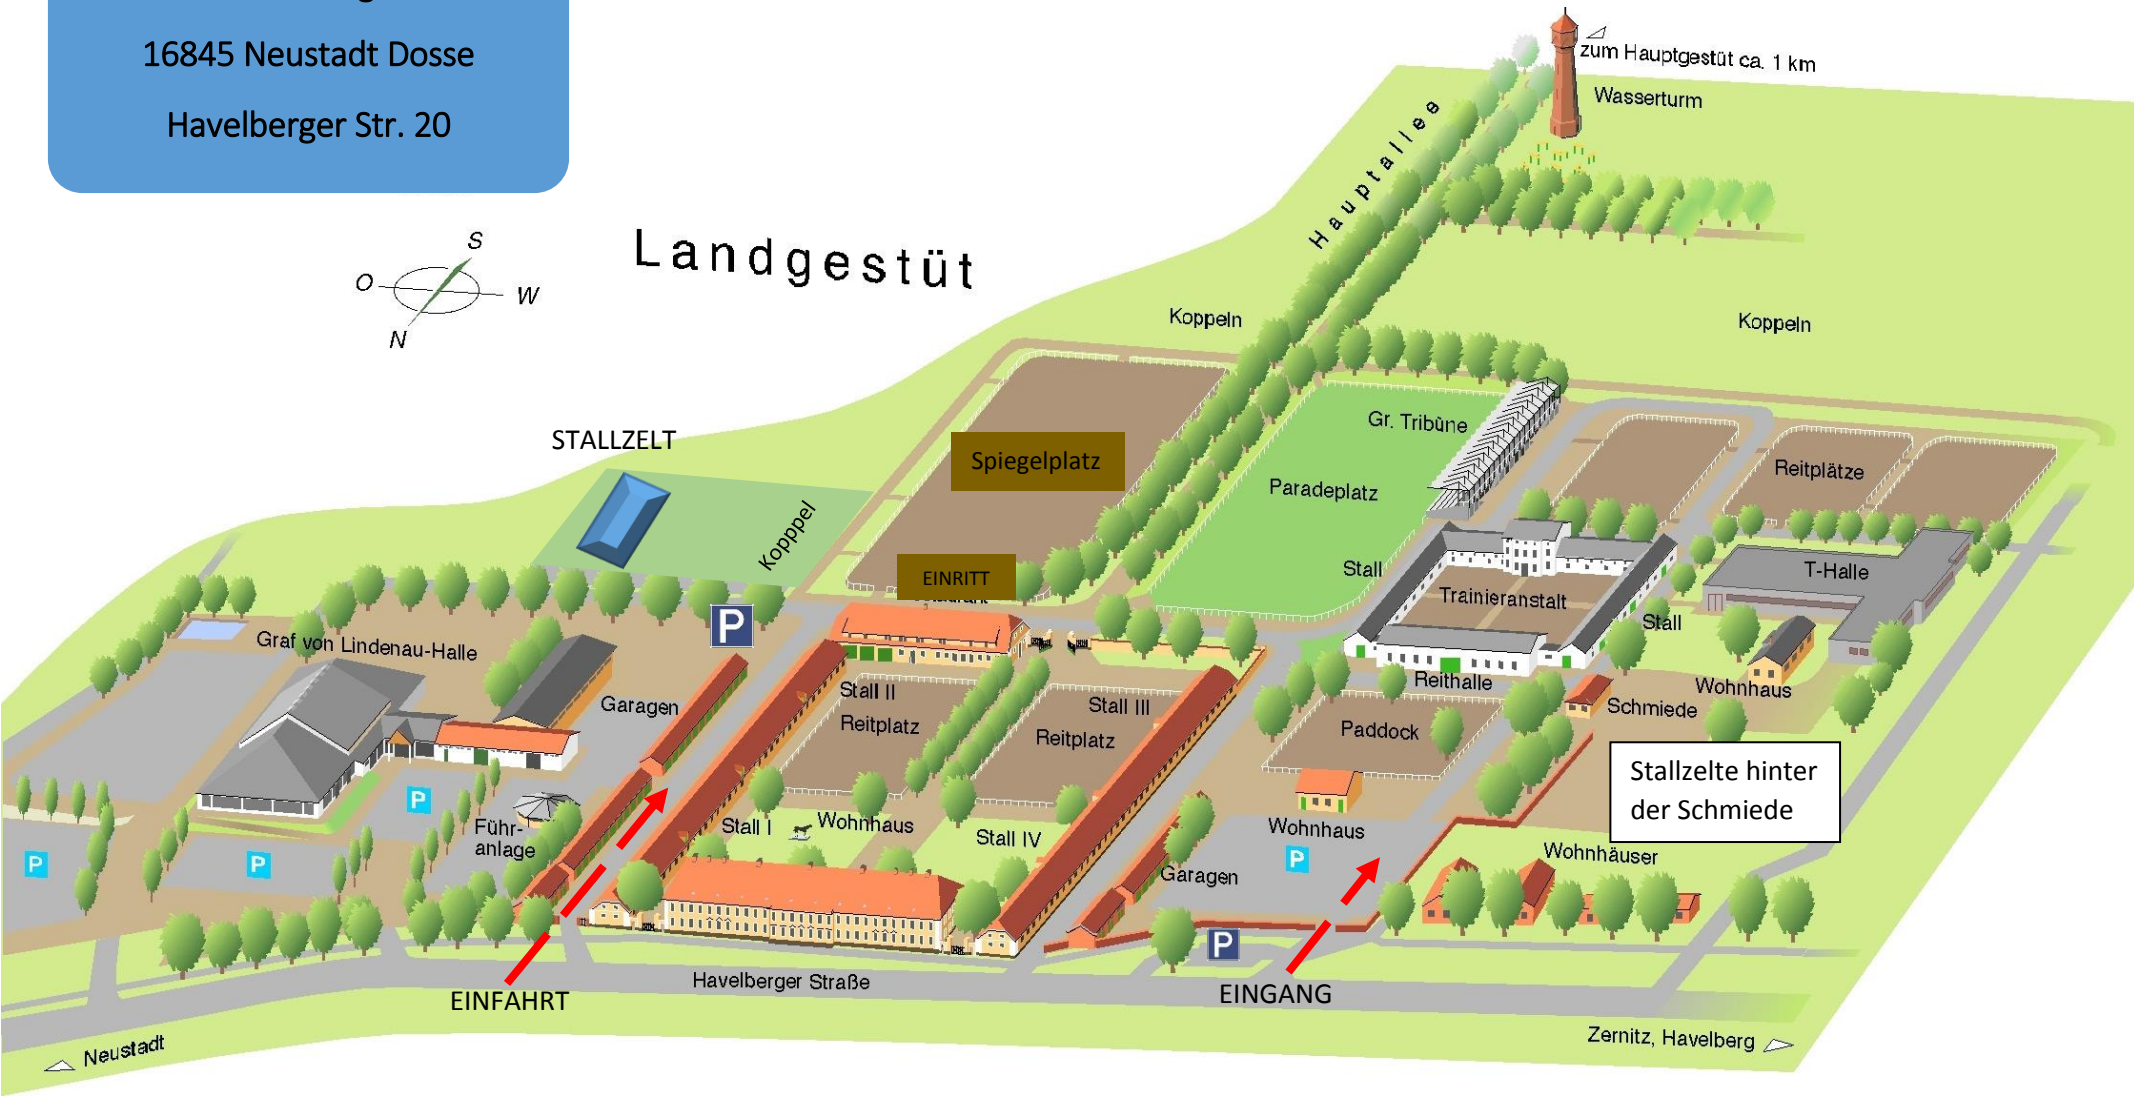 16845 Neustadt Dosse
Havelberger Str. 20
zum Hauptgestüt ca. 1 km
Wasserturm
Hauptallee
S
O
W
N
Landgestüt
Koppeln
Koppeln
STALLZELT
Kopppel
Spiegelplatz
EINRITT
Gr. Tribüne
Paradeplatz
Reitplätze
Stall
Trainieranstalt
T-Halle
Stall
Reithalle
Wohnhaus
Schmiede
Graf von Lindenau-Halle
P
Garagen
Stall II
Reitplatz
Stall III
Reitplatz
Paddock
Stallzelte hinter
der Schmiede
P
Führ-
anlage
Stall I
Wohnhaus
Stall IV
Wohnhaus
P
Wohnhäuser
P
P
Garagen
P
EINFAHRT
Havelberger Straße
EINGANG
Neustadt
Zernitz, Havelberg